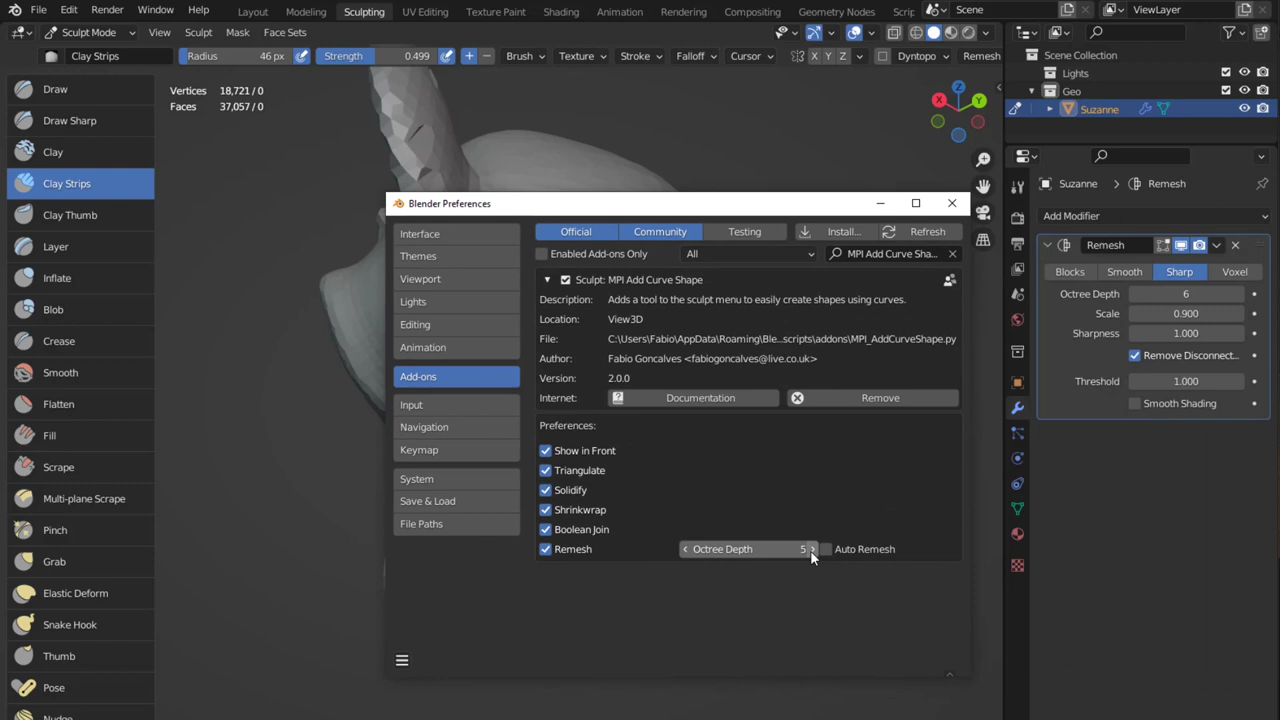 File Edit Render Window Help Layout Modeling Sculpting UV Editing Texture Paint Shading Animation Rendering Compositing Geometry Nodes Scrip Scene ViewLayer
Sculpt Mode View Sculpt Mask Face Sets
Clay Strips Radius 46 px Strength 0.499 Brush Texture Stroke Falloff Cursor X Y Z Dyntopo Remesh
Scene Collection
Lights
Geo
Suzanne
Vertices 18,721 / 0
Faces 37,057 / 0
Z
X Y
Draw
Draw Sharp
Clay
Clay Strips
Clay Thumb
Layer
Inflate
Blob
Crease
Smooth
Flatten
Fill
Scrape
Multi-plane Scrape
Pinch
Grab
Elastic Deform
Snake Hook
Thumb
Pose
Nudge
Blender Preferences
Interface
Themes
Viewport
Lights
Editing
Animation
Add-ons
Input
Navigation
Keymap
System
Save & Load
File Paths
Official Community Testing Install... Refresh
Enabled Add-ons Only All MPI Add Curve Sha...
Sculpt: MPI Add Curve Shape
Description: Adds a tool to the sculpt menu to easily create shapes using curves.
Location: View3D
File: C:\Users\Fabio\AppData\Roaming\Ble...scripts\addons\MPI_AddCurveShape.py
Author: Fabio Goncalves <fabiogoncalves@live.co.uk>
Version: 2.0.0
Internet: Documentation Remove
Preferences:
Show in Front
Triangulate
Solidify
Shrinkwrap
Boolean Join
Remesh Octree Depth 5 Auto Remesh
Suzanne Remesh
Add Modifier
Remesh
Blocks Smooth Sharp Voxel
Octree Depth 6
Scale 0.900
Sharpness 1.000
Remove Disconnect...
Threshold 1.000
Smooth Shading